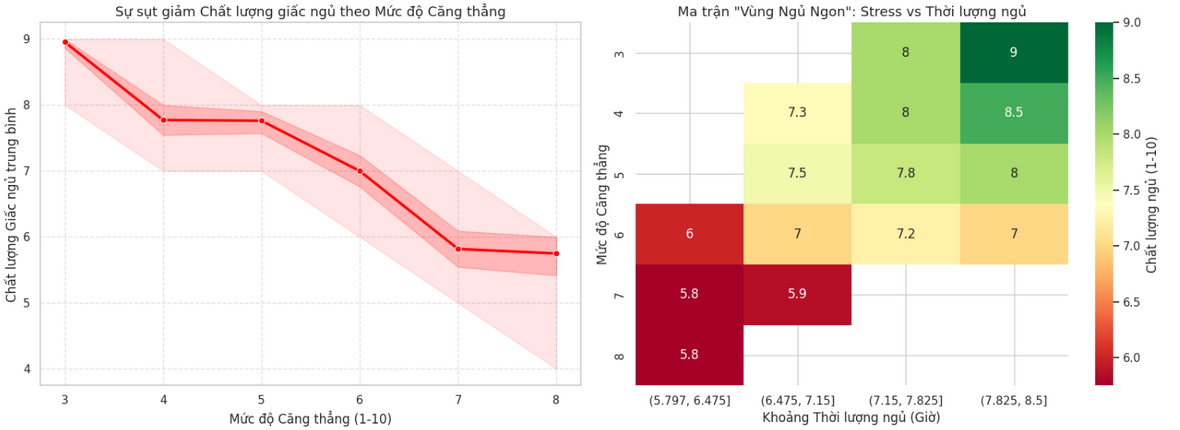 Sự sụt giảm Chất lượng giấc ngủ theo Mức độ Căng thẳng
9
8
7
6
5
4
Chất lượng Giấc ngủ trung bình
3 4 5 6 7 8
Mức độ Căng thẳng (1-10)
Ma trận "Vùng Ngủ Ngon": Stress vs Thời lượng ngủ
Mức độ Căng thẳng
3 8 9
4 7.3 8 8.5
5 7.5 7.8 8
6 6 7 7.2 7
7 5.8 5.9
8 5.8
(5.797, 6.475] (6.475, 7.15] (7.15, 7.825] (7.825, 8.5]
Khoảng Thời lượng ngủ (Giờ)
9.0
8.5
8.0
7.5
7.0
6.5
6.0
Chất lượng ngủ (1-10)